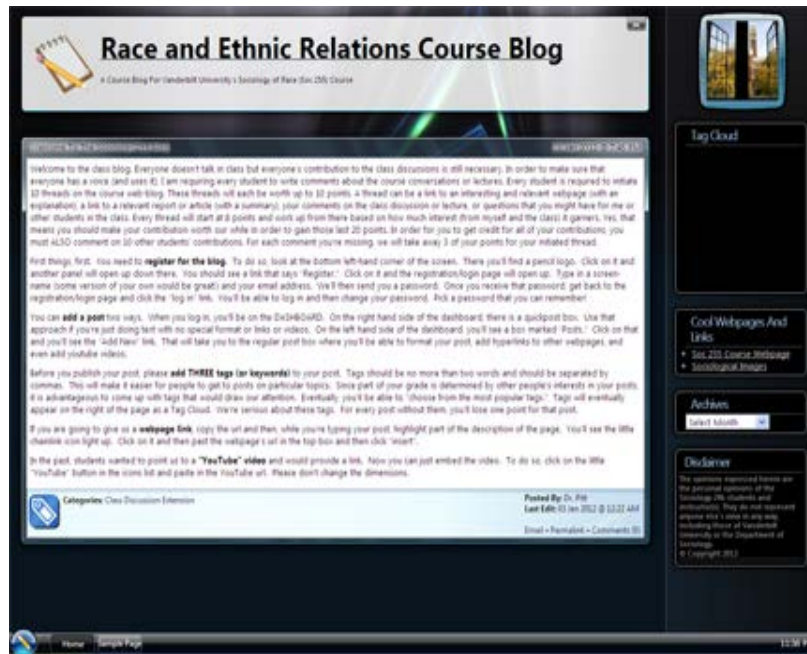 Race and Ethnic Relations Course Blog
A Course Blog For Vanderbilt University's Sociology of Race (Soc 255) Course
Welcome to the class blog. Everyone doesn't talk in class but everyone's contribution to the class discussions is still necessary. In order to make sure that
everyone has a voice (and uses it), I am requiring every student to write comments about the course conversations or lectures. Every student is required to initiate
10 threads on the course web-blog. These threads will each be worth up to 10 points. A thread can be a link to an interesting and relevant webpage (with an
explanation), a link to a relevant report or article (with a summary), your comments on the class discussion or lecture, or questions that you might have for me or
other students in the class. Every thread will start at 8 points and work up from there based on how much interest (from myself and the class) it garners. Yes, that
means you should make your contribution worth our while in order to gain those last 20 points. In order for you to get credit for all of your contributions, you
must ALSO comment on 10 other students' contributions. For each comment you're missing, we will take away 3 of your points for your initiated thread.
First things, first. You need to register for the blog. To do so, look at the bottom left-hand corner of the screen. There you'll find a pencil logo. Click on it and
another panel will open up down there. You should see a link that says 'Register.' Click on it and the registration/login page will open up. Type in a screen-
name (some version of your own would be great!) and your email address. We'll then send you a password. Once you receive that password, get back to the
registration/login page and click the 'log in' link. You'll be able to log in and then change your password. Pick a password that you can remember!
You can add a post two ways. When you log in, you'll be on the DASHBOARD. On the right hand side of the dashboard, there is a quickpost box. Use that
approach if you're just doing text with no special format or links or videos. On the left hand side of the dashboard, you'll see a box marked 'Posts.' Click on that
and you'll see the 'Add New' link. That will take you to the regular post box where you'll be able to format your post, add hyperlinks to other webpages, and
even add youtube videos.
Before you publish your post, please add THREE tags (or keywords) to your post. Tags should be no more than two words and should be separated by
commas. This will make it easier for people to get to posts on particular topics. Since part of your grade is determined by other people's interests in your posts,
it is advantageous to come up with tags that would draw our attention. Eventually, you'll be able to 'choose from the most popular tags.' Tags will eventually
appear on the right of the page as a Tag Cloud. We're serious about these tags. For every post without them, you'll lose one point for that post.
If you are going to give us a webpage link, copy the url and then, while you're typing your post, highlight part of the description of the page. You'll see the little
chainlink icon light up. Click on it and then past the webpage's url in the top box and then click 'insert'.
In the past, students wanted to point us to a "YouTube" video and would provide a link. Now you can just embed the video. To do so, click on the little
'YouTube' button in the icons list and paste in the YouTube url. Please don't change the dimensions.
Categories: Class Discussion Extension
Posted By: Dr. Pitt
Last Edit: 03 Jan 2012 @ 12:22 AM
Email • Permalink • Comments (0)
Tag Cloud
Cool Webpages And
Links
Soc 255 Course Webpage
Sociological Images
Archives
Select Month
Disclaimer
The opinions expressed herein are
the personal opinions of the
Sociology 255 students and
instructor(s). They do not represent
anyone else's view in any way,
including those of Vanderbilt
University or the Department of
Sociology.
© Copyright 2012
Home
Sample Page